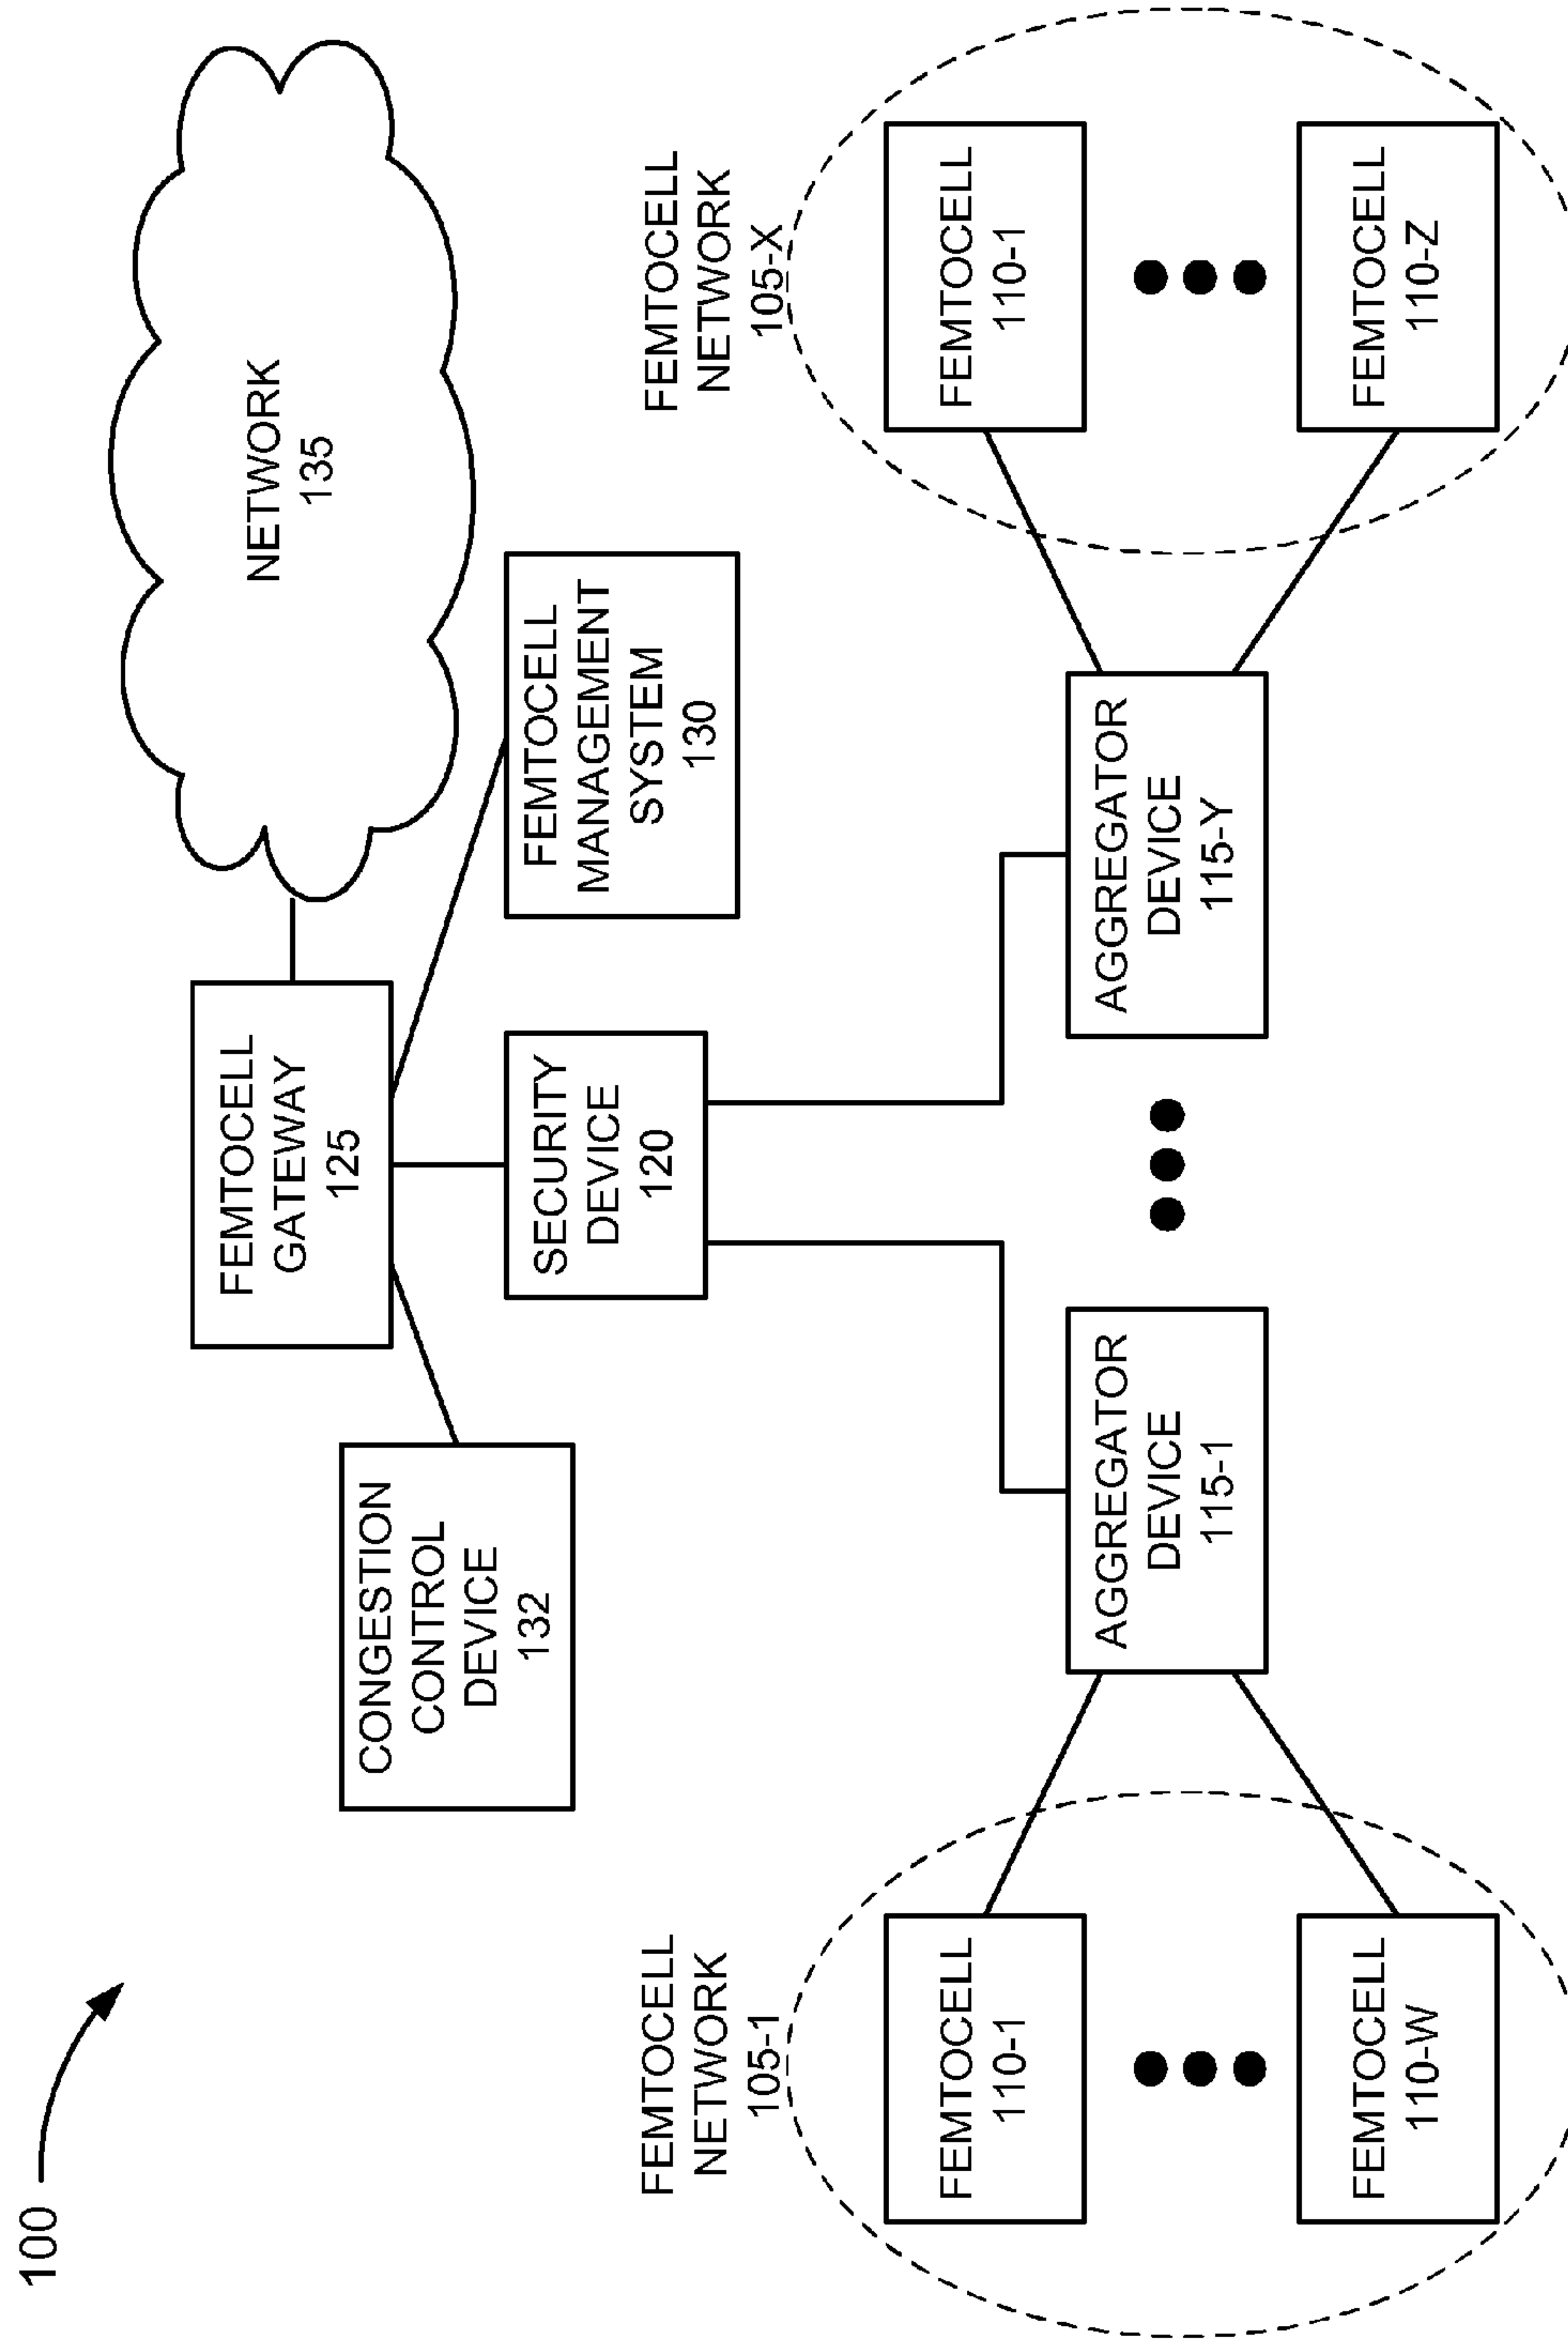 100
NETWORK
135
FEMTOCELL
GATEWAY
125
CONGESTION
CONTROL
DEVICE
132
SECURITY
DEVICE
120
FEMTOCELL
MANAGEMENT
SYSTEM
130
FEMTOCELL
NETWORK
105-1
FEMTOCELL
NETWORK
105-X
FEMTOCELL
110-1
FEMTOCELL
110-W
AGGREGATOR
DEVICE
115-1
AGGREGATOR
DEVICE
115-Y
FEMTOCELL
110-1
FEMTOCELL
110-Z